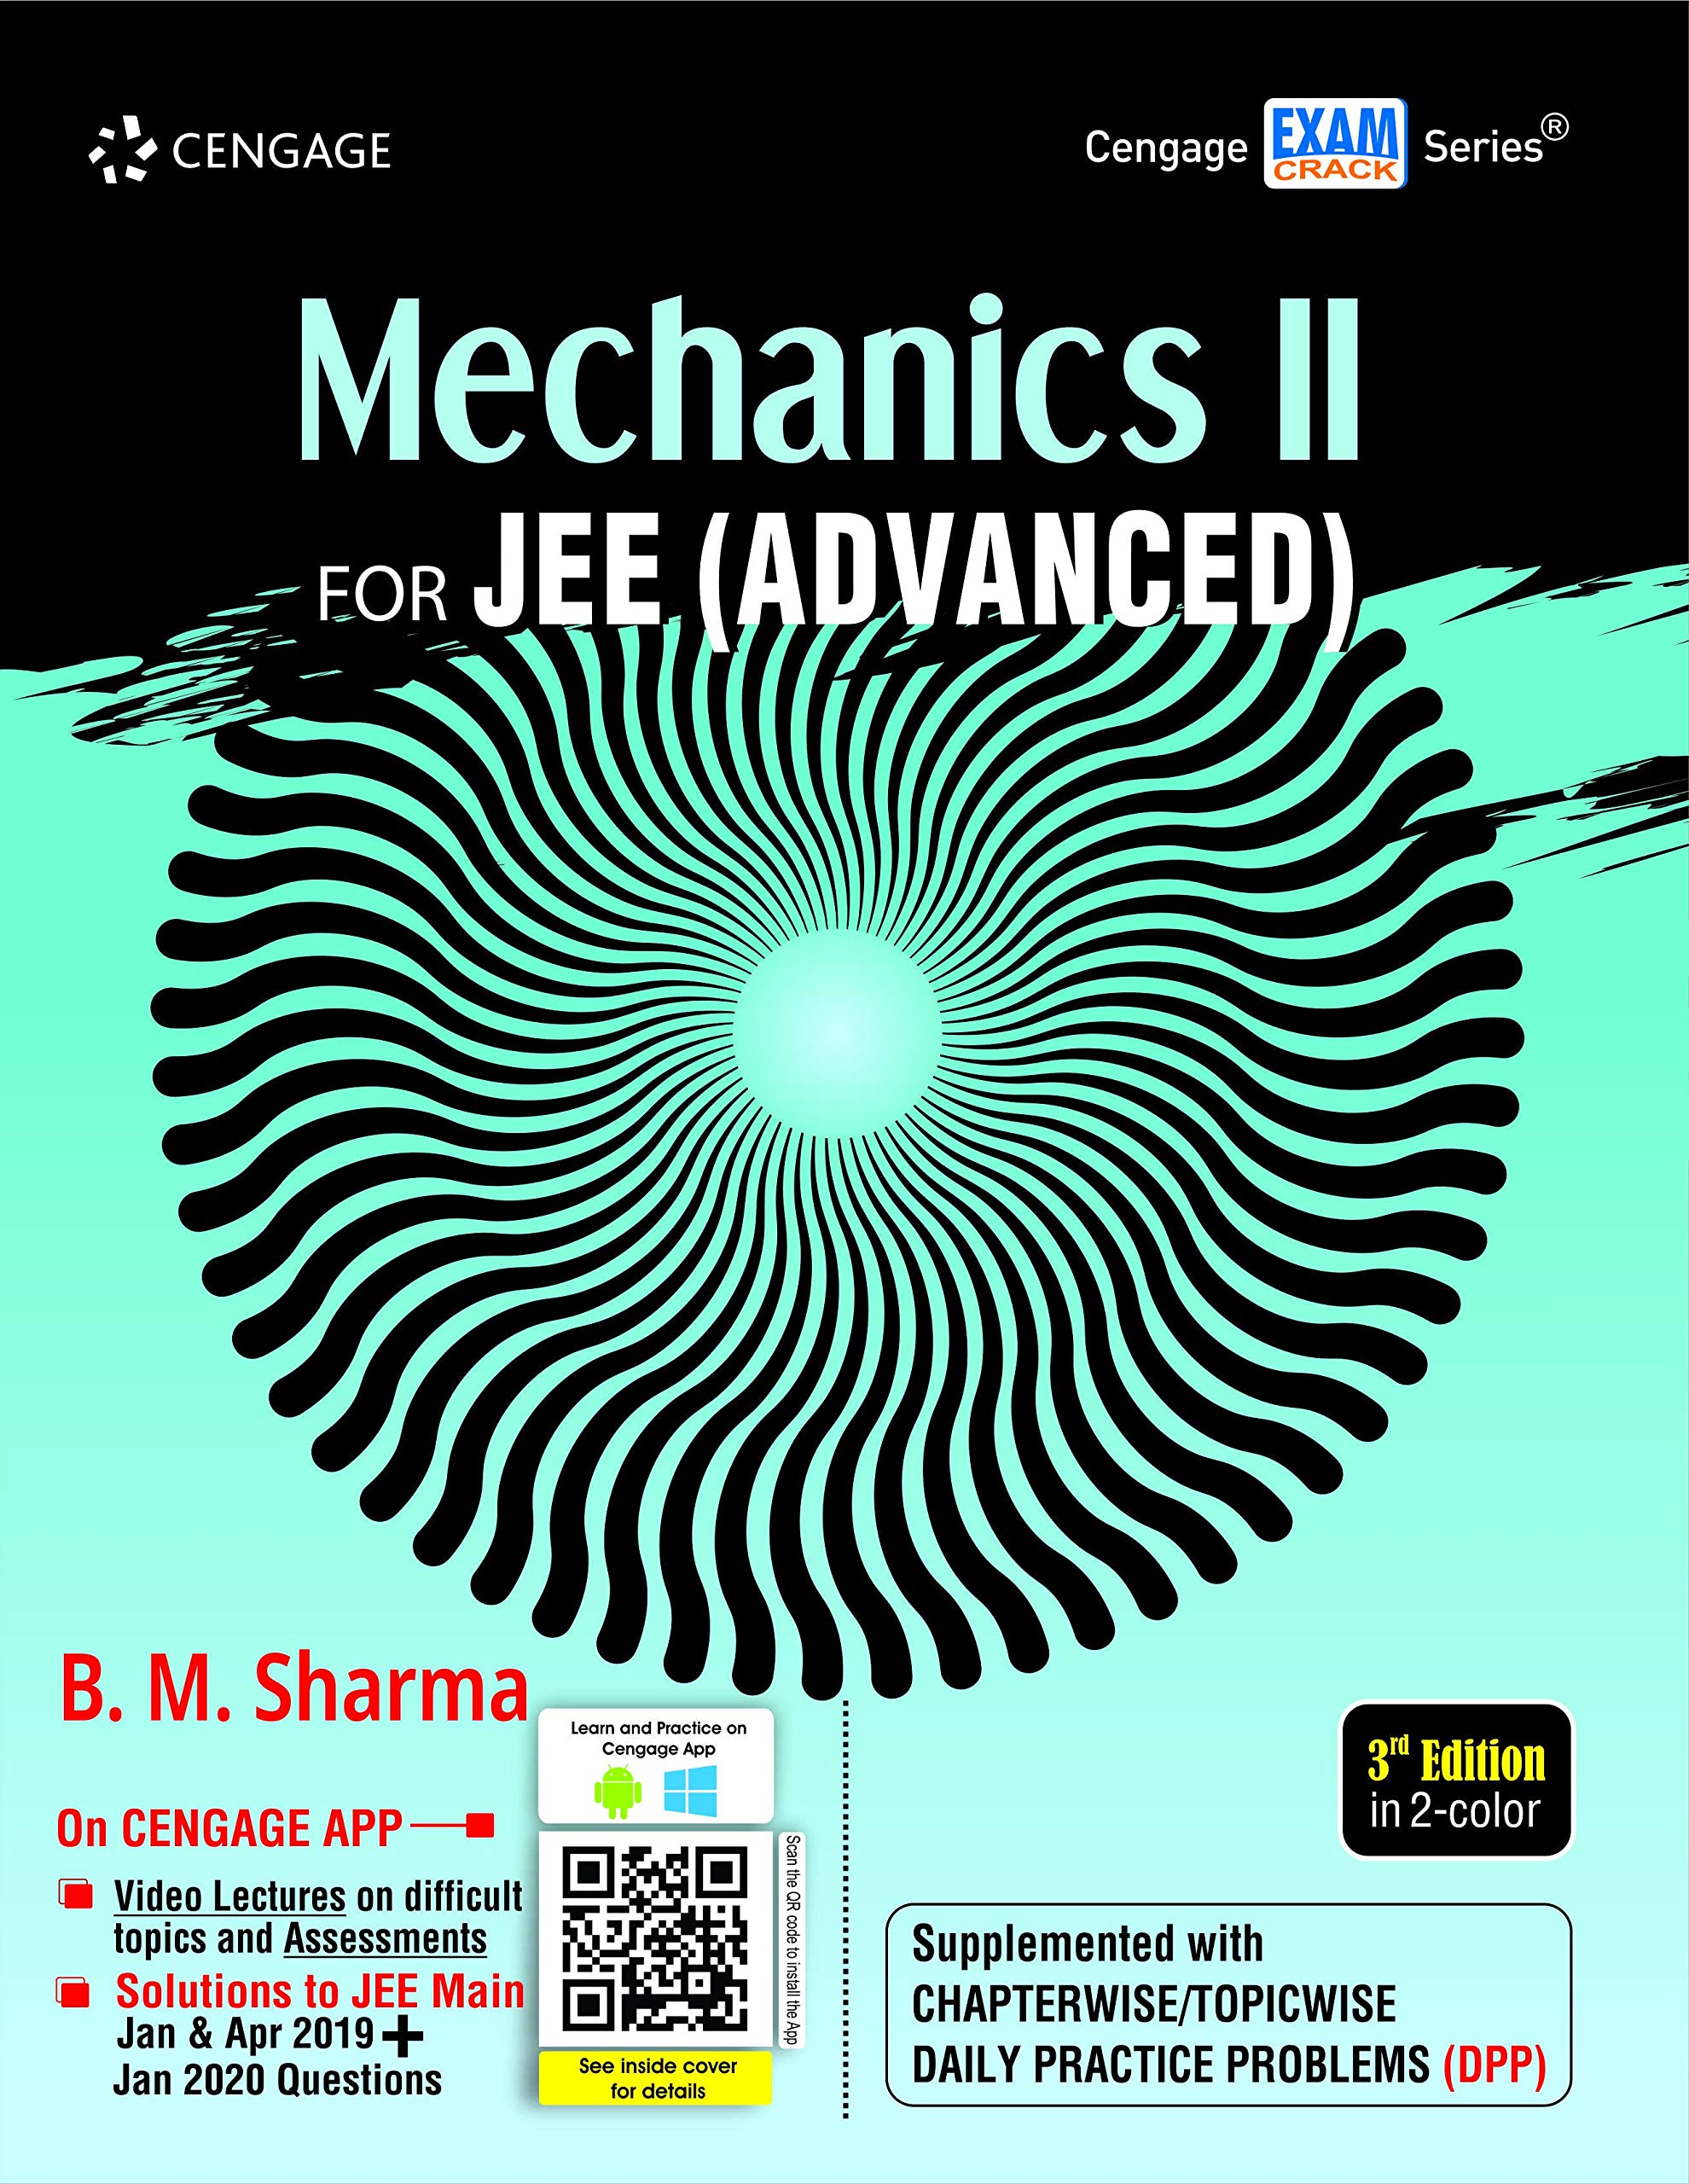 CENGAGE
Cengage EXAM CRACK Series®
Mechanics II
FOR JEE (ADVANCED)
B. M. Sharma
On CENGAGE APP
Video Lectures on difficult
topics and Assessments
Solutions to JEE Main
Jan & Apr 2019 +
Jan 2020 Questions
Learn and Practice on
Cengage App
Scan the QR code to install the App
See inside cover
for details
3rd Edition
in 2-color
Supplemented with
CHAPTERWISE/TOPICWISE
DAILY PRACTICE PROBLEMS (DPP)